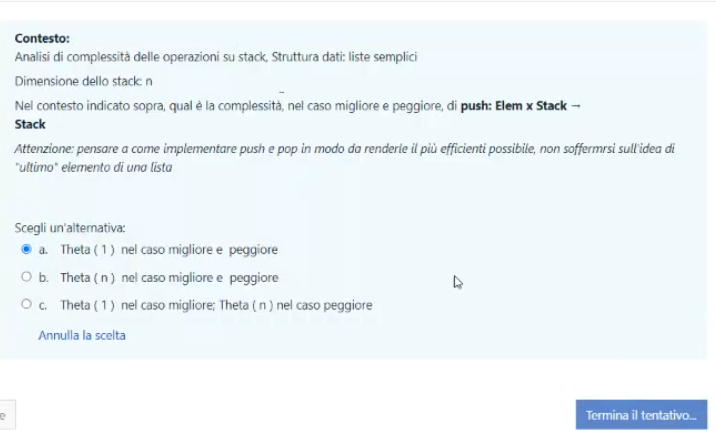 Contesto:
Analisi di complessità delle operazioni su stack, Struttura dati: liste semplici
Dimensione dello stack: n
Nel contesto indicato sopra, qual è la complessità, nel caso migliore e peggiore, di push: Elem x Stack →
Stack
Attenzione: pensare a come implementare push e pop in modo da renderle il più efficienti possibile, non soffermrsi sull'idea di
"ultimo" elemento di una lista
Scegli un'alternativa:
a. Theta ( 1 ) nel caso migliore e peggiore
b. Theta ( n ) nel caso migliore e peggiore
c. Theta ( 1 ) nel caso migliore; Theta ( n ) nel caso peggiore
Annulla la scelta
e
Termina il tentativo...